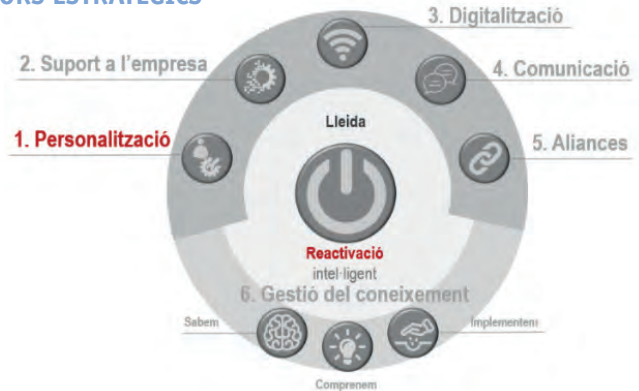 ESTRATÈGICS
3. Digitalització
2. Suport a l'empresa
4. Comunicació
Lleida
1. Personalització
5. Aliances
Reactivació
intel·ligent
6. Gestió del coneixement
Sabem
Implementem
Comprenem